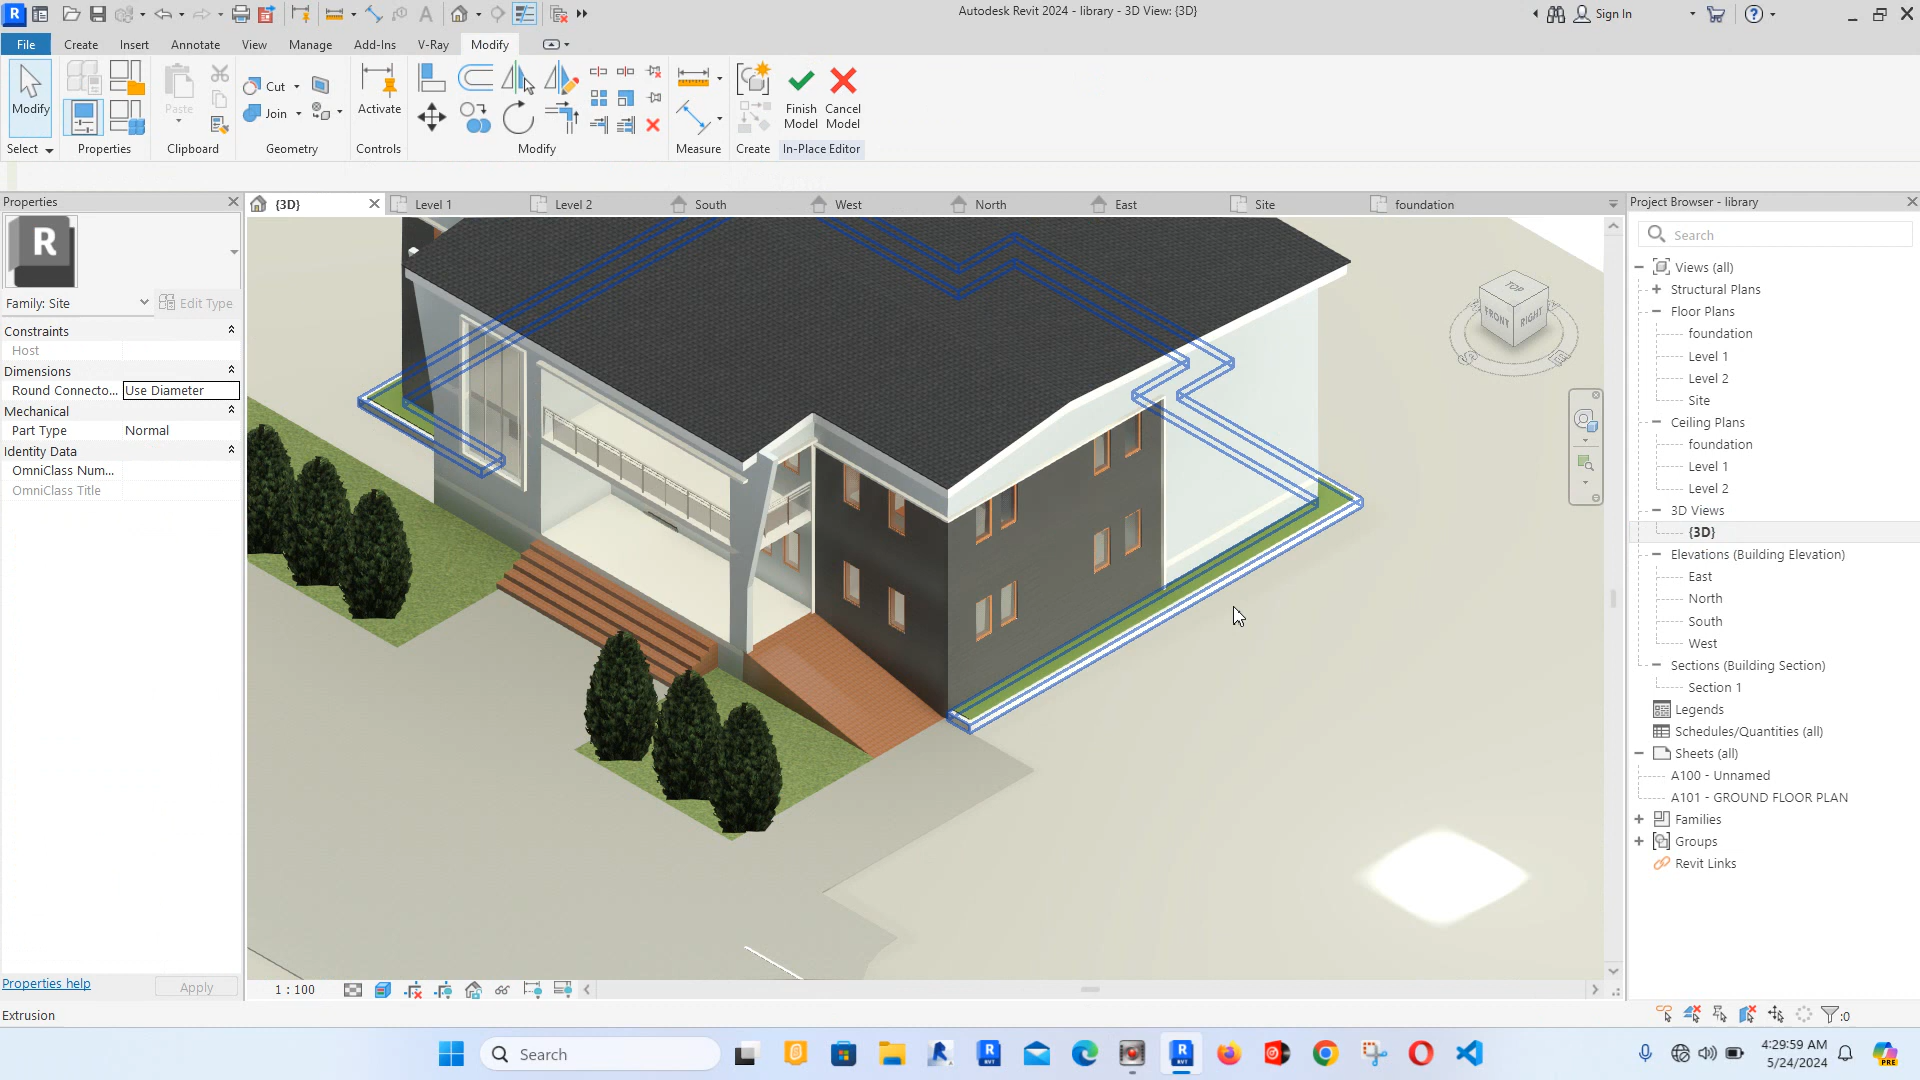 Autodesk Revit 2024 - library - 3D View: {3D}
Sign In
File
Create
Insert
Annotate
View
Manage
Add-Ins
V-Ray
Modify
Modify
Paste
Cut
Join
Activate
Finish
Model
Cancel
Model
Select
Properties
Clipboard
Geometry
Controls
Modify
Measure
Create
In-Place Editor
Properties
{3D}
Level 1
Level 2
South
West
North
East
Site
foundation
Project Browser - library
R
Family: Site
Edit Type
Constraints
Host
Dimensions
Round Connecto...
Use Diameter
Mechanical
Part Type
Normal
Identity Data
OmniClass Num...
OmniClass Title
Properties help
Apply
TOP
FRONT
RIGHT
Search
Views (all)
Structural Plans
Floor Plans
foundation
Level 1
Level 2
Site
Ceiling Plans
foundation
Level 1
Level 2
3D Views
{3D}
Elevations (Building Elevation)
East
North
South
West
Sections (Building Section)
Section 1
Legends
Schedules/Quantities (all)
Sheets (all)
A100 - Unnamed
A101 - GROUND FLOOR PLAN
Families
Groups
Revit Links
1 : 100
Extrusion
:0
Search
4:29:59 AM
5/24/2024